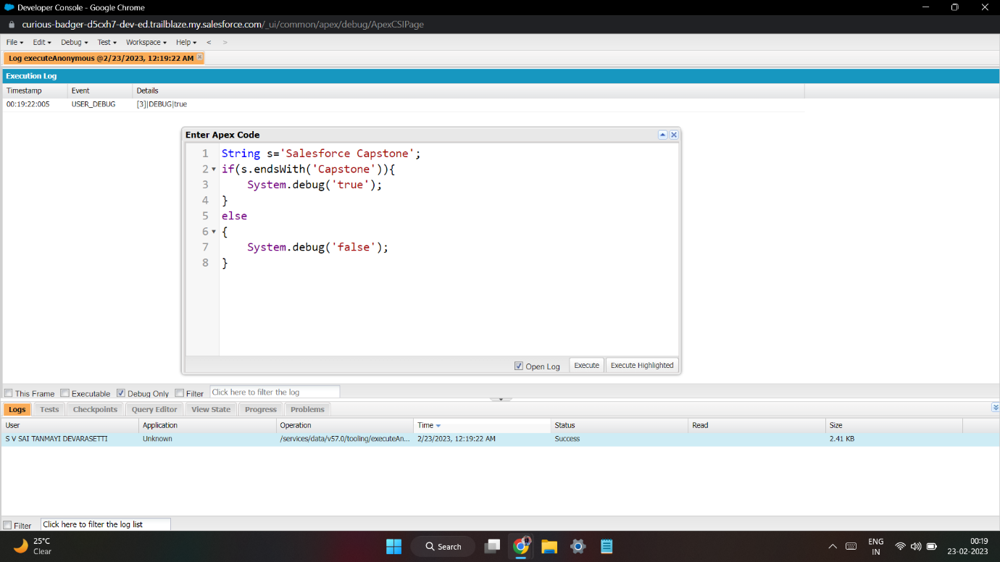 Developer Console - Google Chrome
curious-badger-d5cxh7-dev-ed.trailblaze.my.salesforce.com/_ui/common/apex/debug/ApexCSIPage
File Edit Debug Test Workspace Help < >
Log executeAnonymous @2/23/2023, 12:19:22 AM
Execution Log
Timestamp Event Details
00:19:22:005 USER_DEBUG [3]|DEBUG|true
Enter Apex Code
1 String s='Salesforce Capstone';
2 if(s.endsWith('Capstone')){
3 System.debug('true');
4 }
5 else
6 {
7 System.debug('false');
8 }
Open Log Execute Execute Highlighted
This Frame Executable Debug Only Filter Click here to filter the log
Logs Tests Checkpoints Query Editor View State Progress Problems
User Application Operation Time Status Read Size
S V SAI TANMAYI DEVARASETTI Unknown /services/data/v57.0/tooling/executeAn... 2/23/2023, 12:19:22 AM Success 2.41 KB
Filter Click here to filter the log list
25°C
Clear
Search
ENG
IN
00:19
23-02-2023